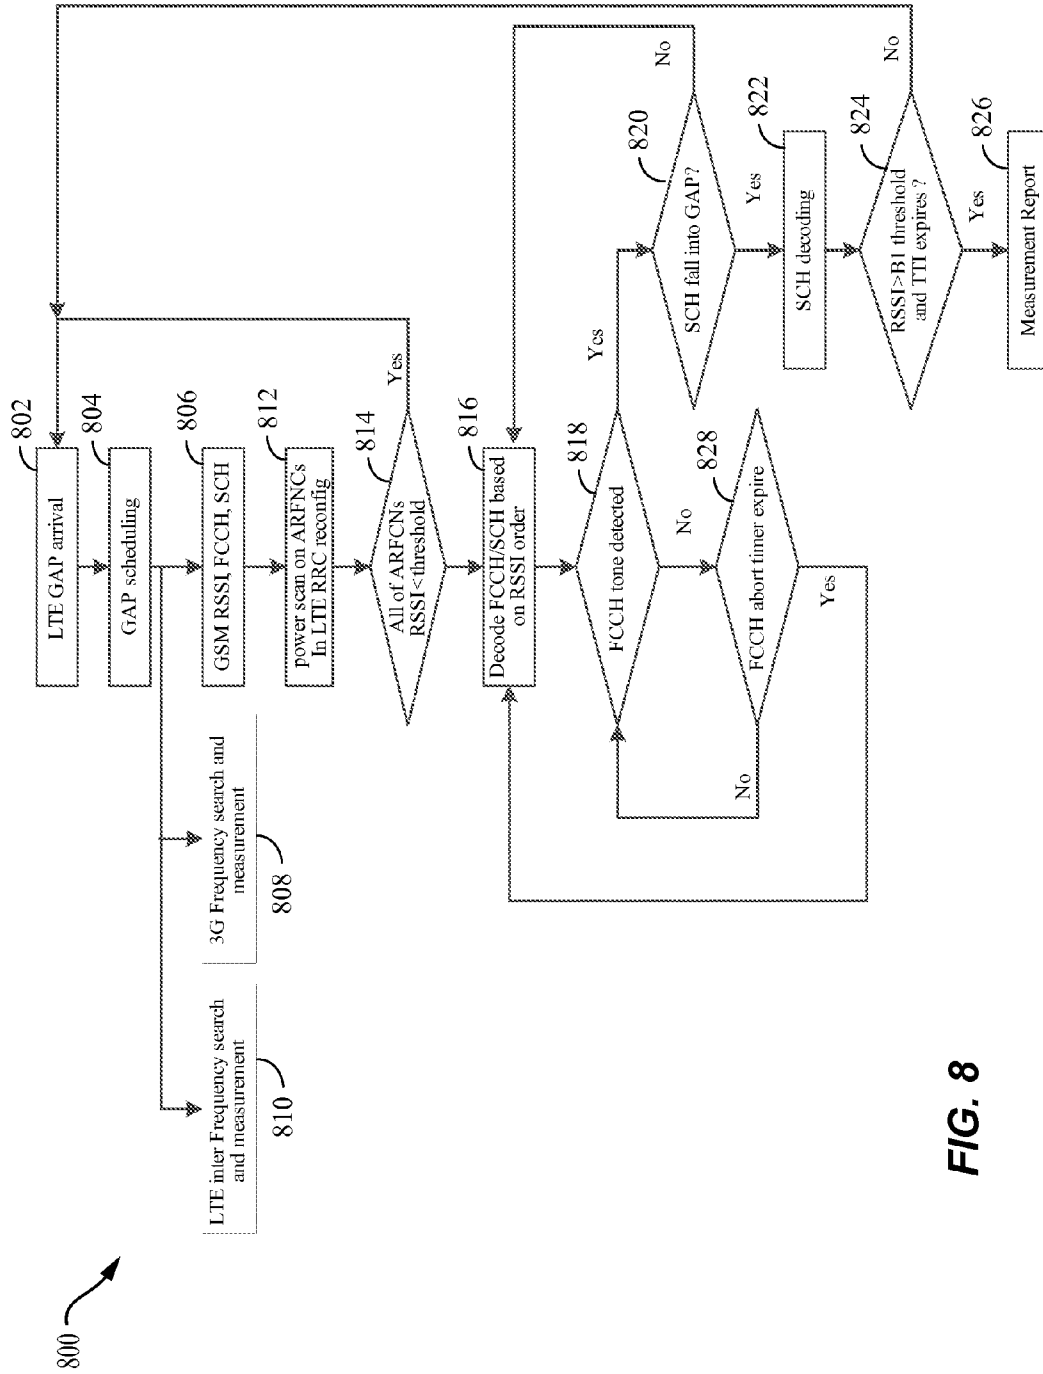 800
802
LTE GAP arrival
804
GAP scheduling
806
GSM RSSI, FCCH, SCH
3G Frequency search and
measurement
808
LTE inter Frequency search
and measurement
810
812
power scan on ARFNCs
In LTE RRC reconfig
814
All of ARFCNs
RSSI<threshold
Yes
816
Decode FCCH/SCH based
on RSSI order
818
FCCH tone detected
Yes
No
828
FCCH abort timer expire
No
Yes
820
SCH fall into GAP?
No
Yes
822
SCH decoding
824
RSSI>B1 threshold
and TTI expires ?
No
Yes
826
Measurement Report
FIG. 8